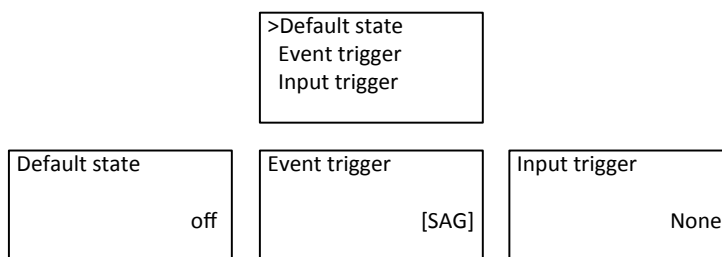 >Default state
Event trigger
Input trigger
Default state
off
Event trigger
[SAG]
Input trigger
None